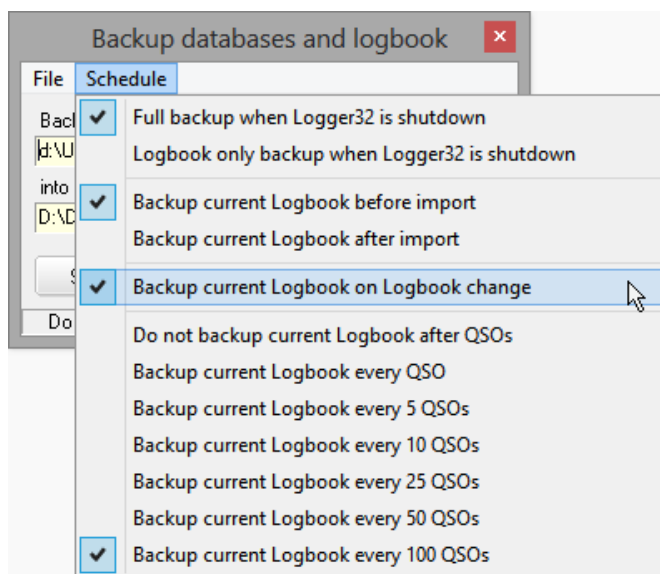 Backup databases and logbook
File Schedule
Full backup when Logger32 is shutdown
Logbook only backup when Logger32 is shutdown
into
Backup current Logbook before import
D:\
Backup current Logbook after import
Backup current Logbook on Logbook change
Do
Do not backup current Logbook after QSOs
Backup current Logbook every QSO
Backup current Logbook every 5 QSOs
Backup current Logbook every 10 QSOs
Backup current Logbook every 25 QSOs
Backup current Logbook every 50 QSOs
Backup current Logbook every 100 QSOs